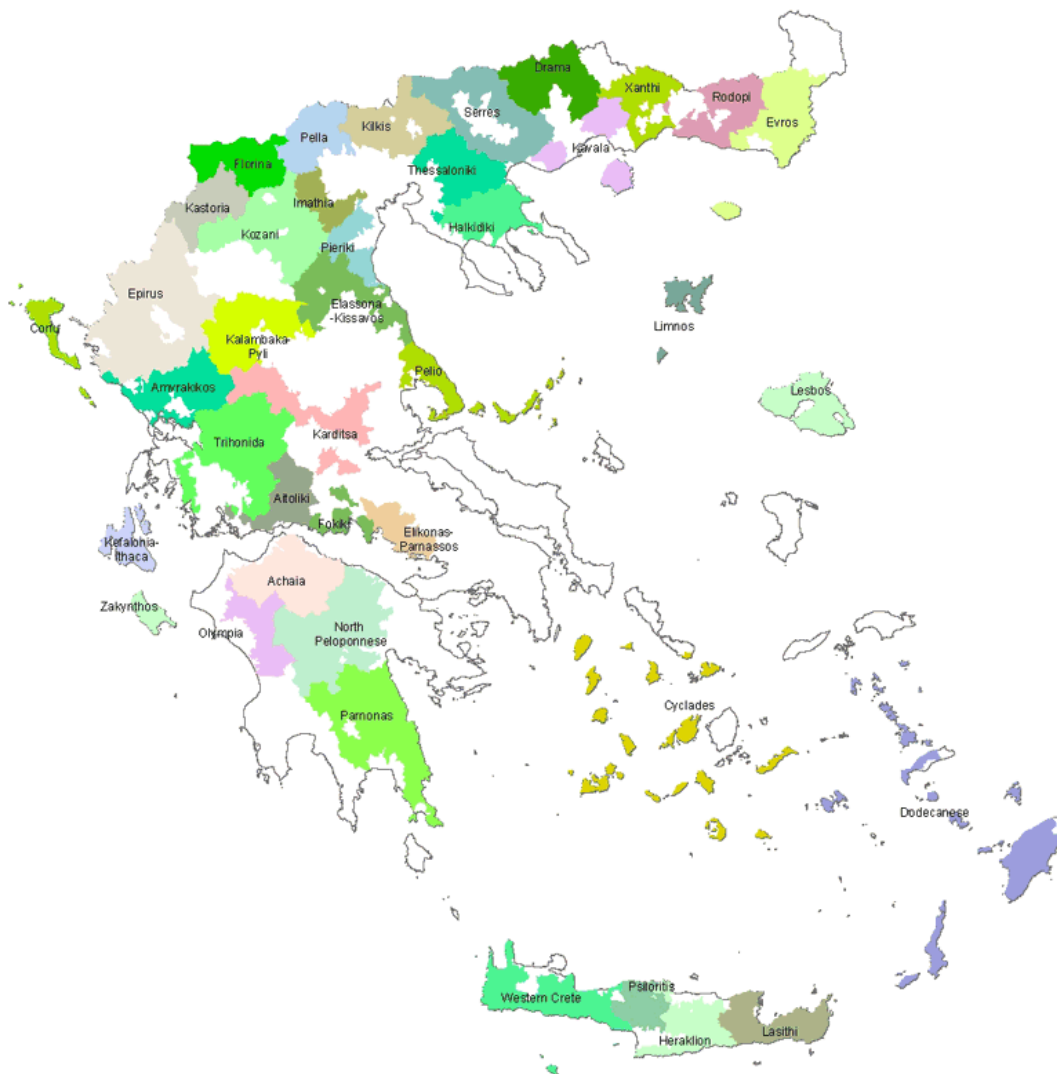 Drama
Xanthi
Rodopi
Evros
Serres
Kilkis
Pella
Kavala
Florina
Thessaloniki
Imathia
Kastoria
Halkidiki
Kozani
Pieriki
Epirus
Elassona
-Kissavos
Limnos
Corfu
Kalambaka-
Pyli
Pelio
Amvrakikos
Lesbos
Trihonida
Karditsa
Aitoliki
Fokiki
Elikonas-
Parnassos
Kefalonia-
Ithaca
Achaia
Zakynthos
Olympia
North
Peloponnese
Cyclades
Parnonas
Dodecanese
Psiloritis
Western Crete
Lasithi
Heraklion